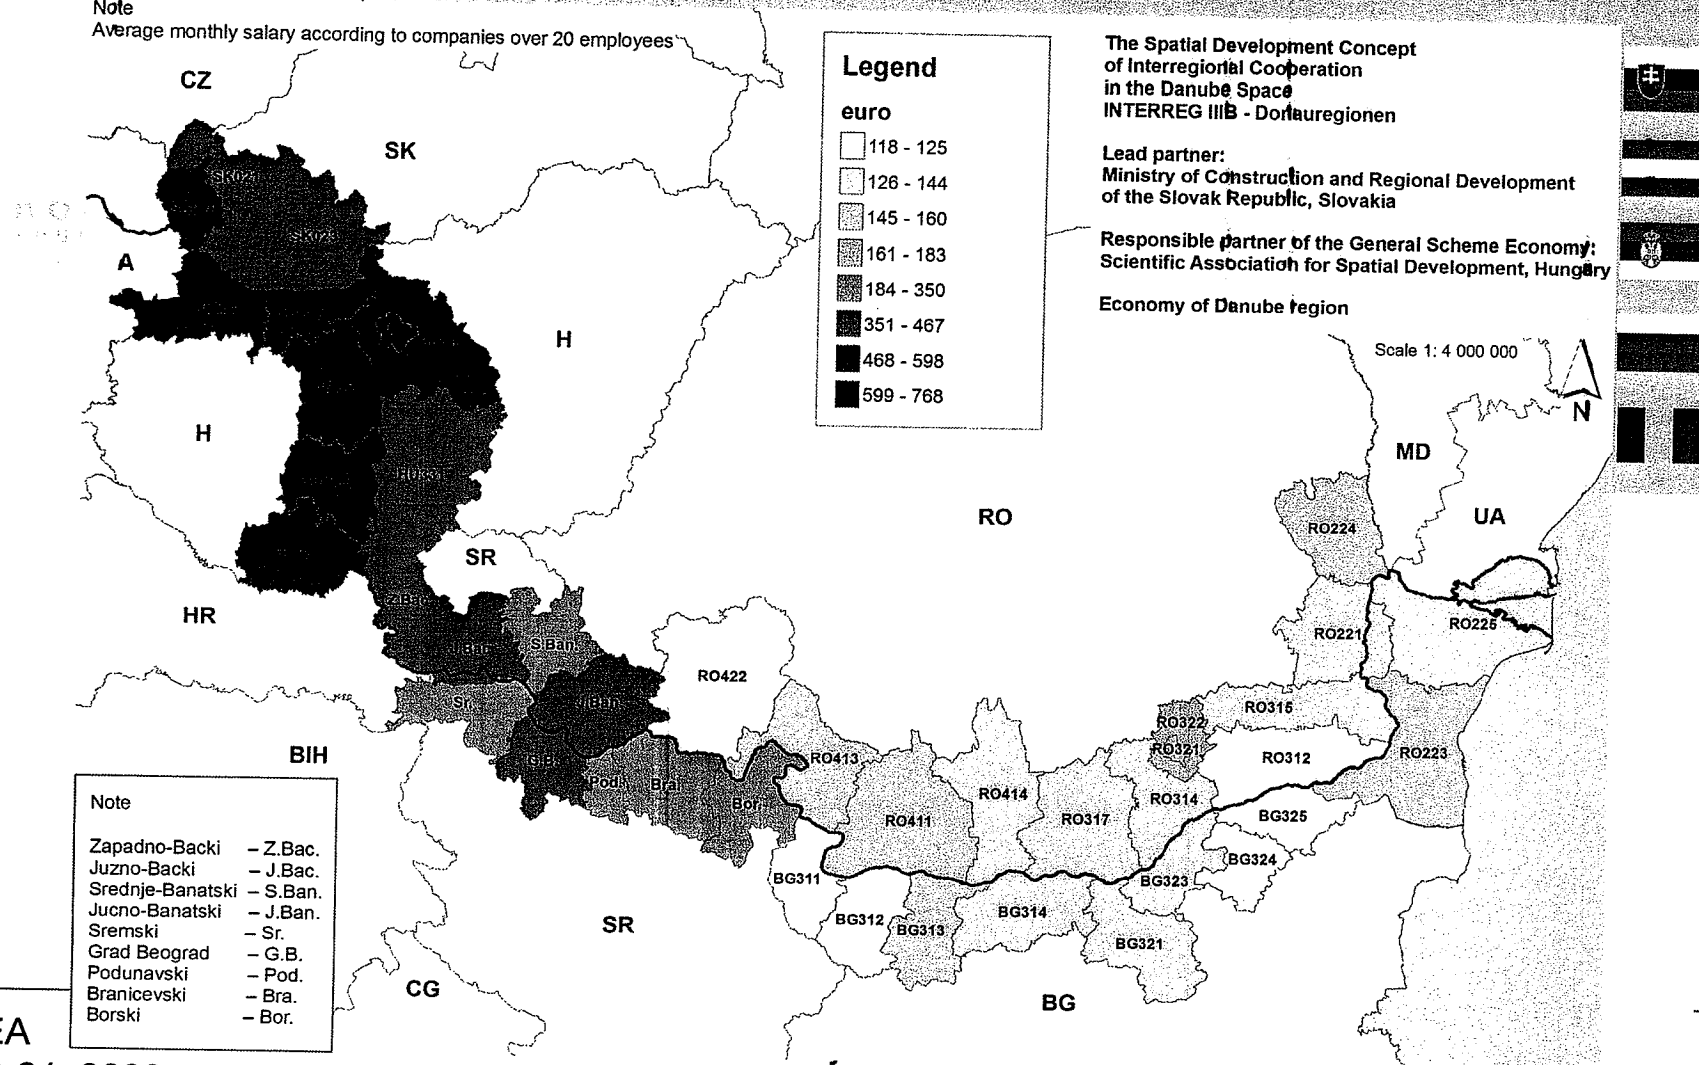 Note
Average monthly salary according to companies over 20 employees
Legend
euro
118 - 125
126 - 144
145 - 160
161 - 183
184 - 350
351 - 467
468 - 598
599 - 768
The Spatial Development Concept
of Interregional Cooperation
in the Danube Space
INTERREG IIIB - Donauregionen
Lead partner:
Ministry of Construction and Regional Development
of the Slovak Republic, Slovakia
Responsible partner of the General Scheme Economy:
Scientific Association for Spatial Development, Hungary
Economy of Danube region
Scale 1: 4 000 000
N
CZ
SK
SK021
SK023
A
H
H
HU331
MD
UA
RO
RO224
SR
HR
Z.Bac.
J.Bac.
S.Ban.
RO221
RO225
RO422
Sr.
J.Ban.
RO315
RO322
RO321
RO312
RO223
BIH
G.B.
Pod.
Bra.
Bor.
RO413
RO411
RO414
RO317
RO314
BG325
BG324
BG311
BG323
BG312
BG313
BG314
BG321
SR
CG
BG
Note
Zapadno-Backi – Z.Bac.
Juzno-Backi – J.Bac.
Srednje-Banatski – S.Ban.
Jucno-Banatski – J.Ban.
Sremski – Sr.
Grad Beograd – G.B.
Podunavski – Pod.
Branicevski – Bra.
Borski – Bor.
EA